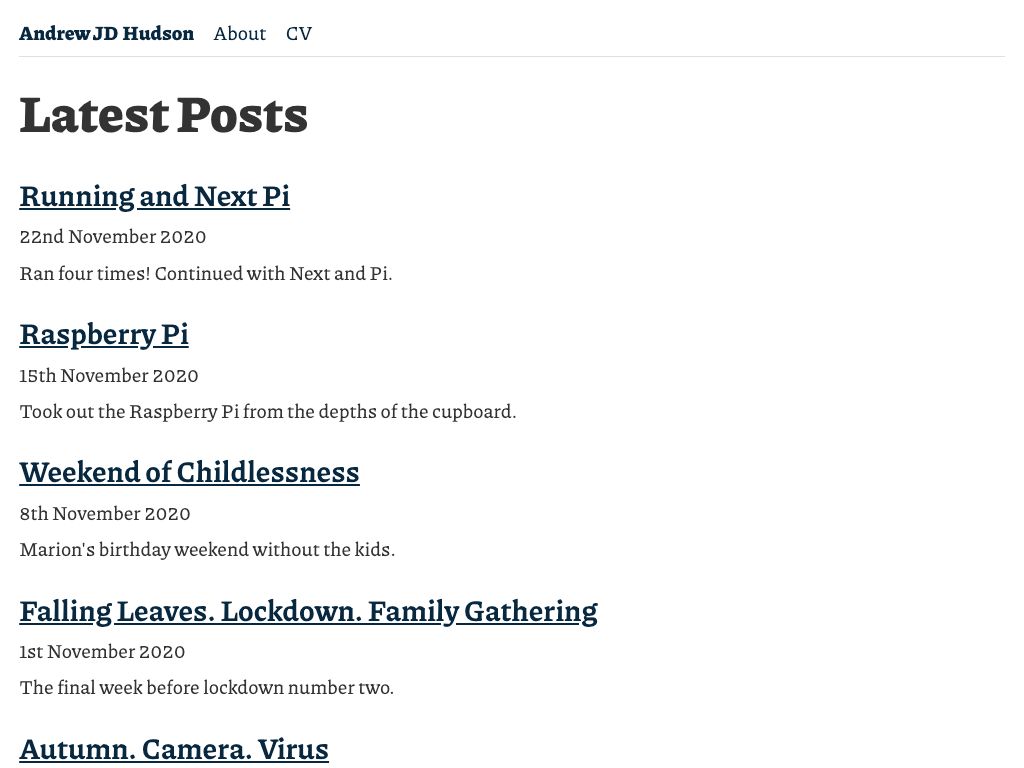 Andrew JD Hudson About CV
Latest Posts
Running and Next Pi
22nd November 2020
Ran four times! Continued with Next and Pi.
Raspberry Pi
15th November 2020
Took out the Raspberry Pi from the depths of the cupboard.
Weekend of Childlessness
8th November 2020
Marion's birthday weekend without the kids.
Falling Leaves. Lockdown. Family Gathering
1st November 2020
The final week before lockdown number two.
Autumn. Camera. Virus